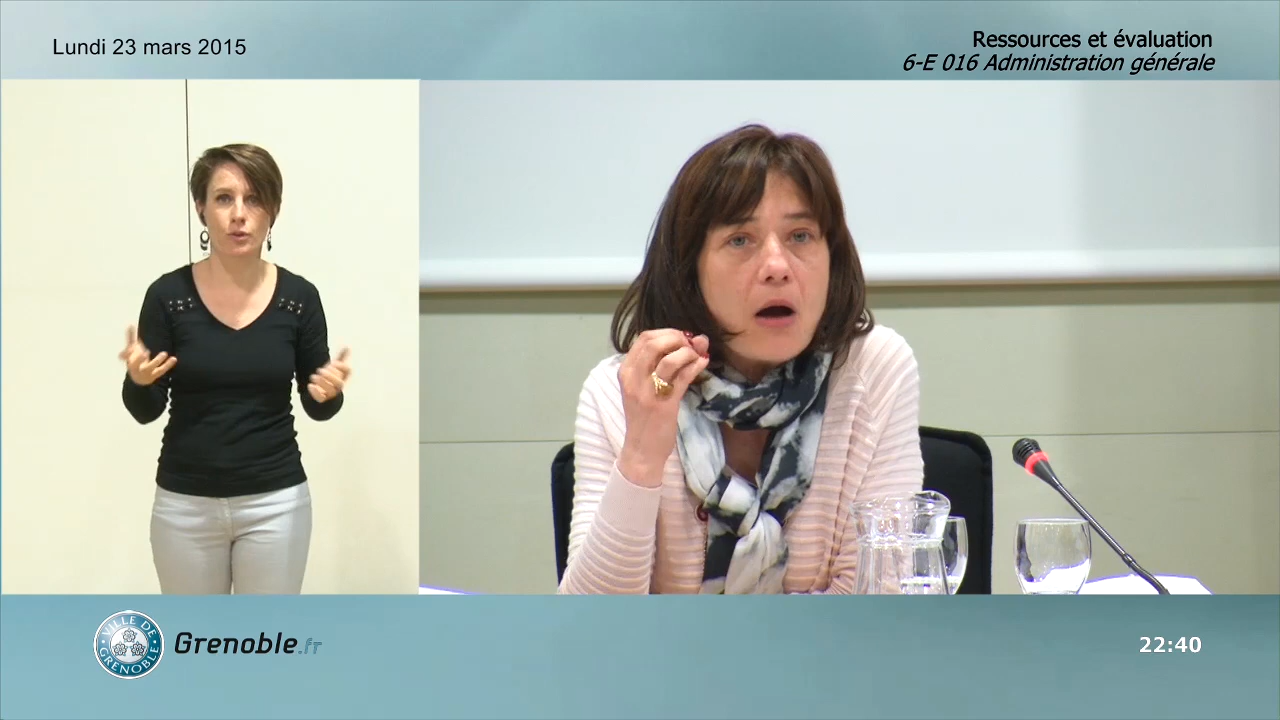 Lundi 23 mars 2015
Ressources et évaluation
6-E 016 Administration générale
VILLE DE
GRENOBLE
Grenoble.fr
22:40